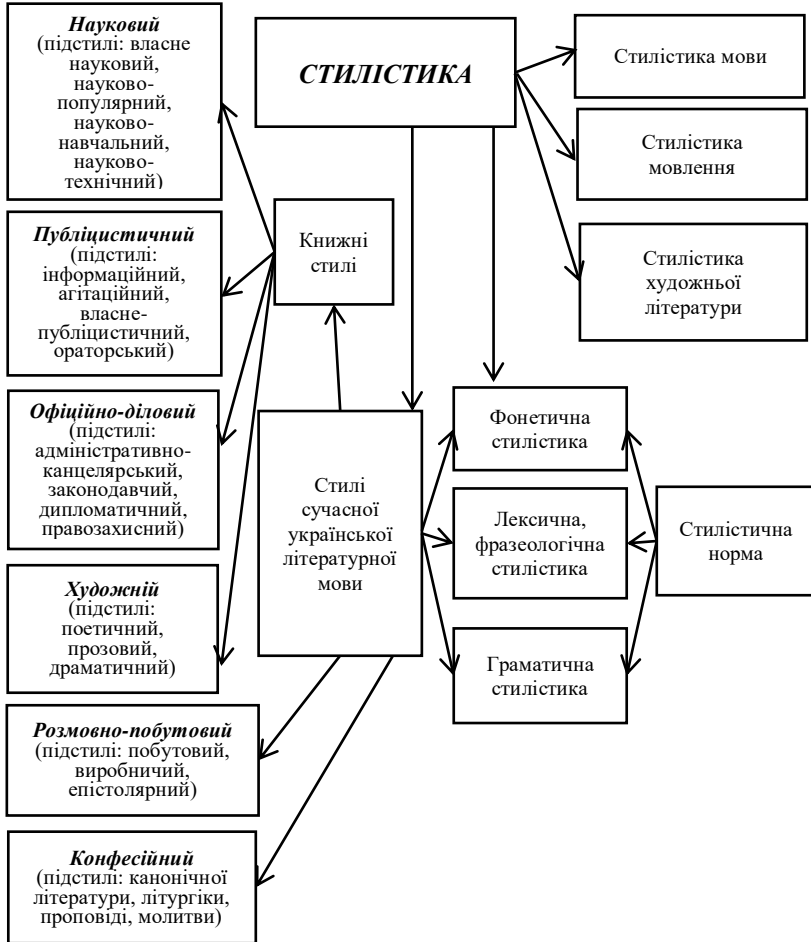 Науковий
(підстилі: власне
науковий,
науково-
популярний,
науково-
навчальний,
науково-
технічний)
СТИЛІСТИКА
Стилістика мови
Стилістика
мовлення
Стилістика
художньої
літератури
Книжні
стилі
Публіцистичний
(підстилі:
інформаційний,
агітаційний,
власне-
публіцистичний,
ораторський)
Офіційно-діловий
(підстилі:
адміністративно-
канцелярський,
законодавчий,
дипломатичний,
правозахисний)
Стилі
сучасної
української
літературної
мови
Фонетична
стилістика
Лексична,
фразеологічна
стилістика
Граматична
стилістика
Стилістична
норма
Художній
(підстилі:
поетичний,
прозовий,
драматичний)
Розмовно-побутовий
(підстилі: побутовий,
виробничий,
епістолярний)
Конфесійний
(підстилі: канонічної
літератури, літургіки,
проповіді, молитви)